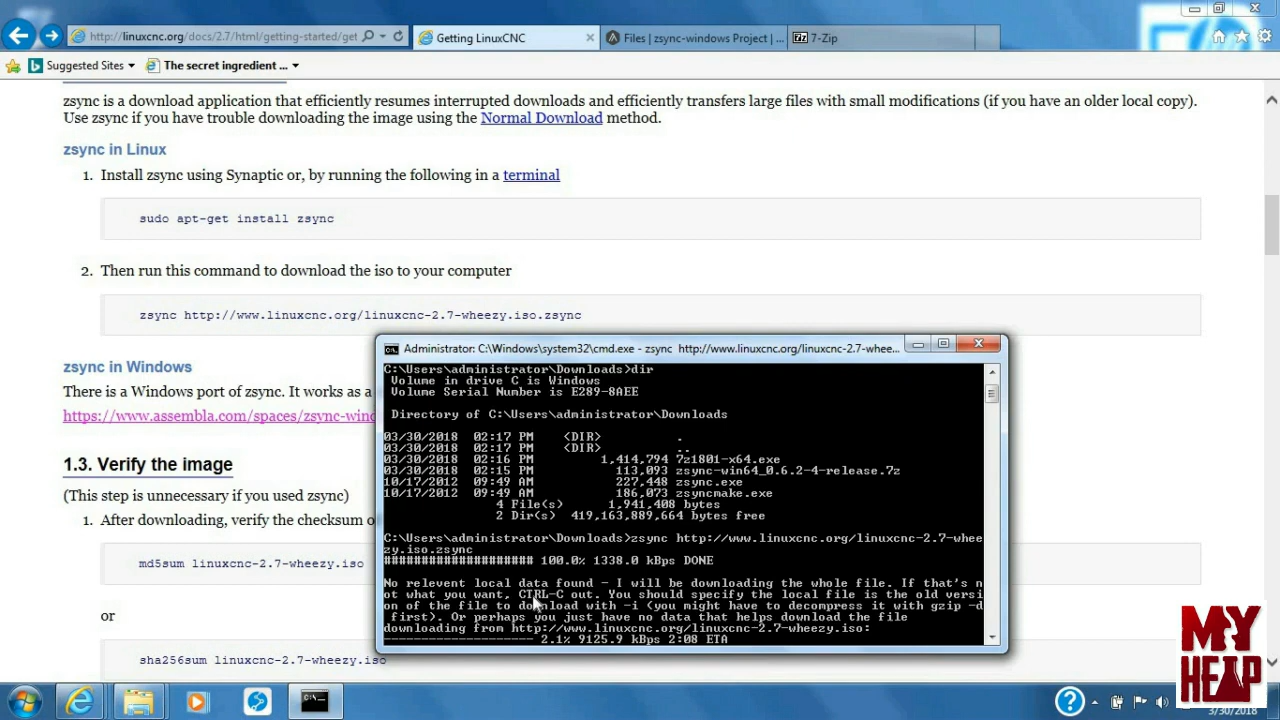 http://linuxcnc.org/docs/2.7/html/getting-started/get
Getting LinuxCNC
Files | zsync-windows Project | ...
7-Zip
Suggested Sites
The secret ingredient ...
zsync is a download application that efficiently resumes interrupted downloads and efficiently transfers large files with small modifications (if you have an older local copy).
Use zsync if you have trouble downloading the image using the Normal Download method.
zsync in Linux
1. Install zsync using Synaptic or, by running the following in a terminal
sudo apt-get install zsync
2. Then run this command to download the iso to your computer
zsync http://www.linuxcnc.org/linuxcnc-2.7-wheezy.iso.zsync
zsync in Windows
There is a Windows port of zsync. It works as a
https://www.assembla.com/spaces/zsync-wind
1.3. Verify the image
(This step is unnecessary if you used zsync)
1. After downloading, verify the checksum o
md5sum linuxcnc-2.7-wheezy.iso
or
sha256sum linuxcnc-2.7-wheezy.iso
Administrator: C:\Windows\system32\cmd.exe - zsync http://www.linuxcnc.org/linuxcnc-2.7-whee...
C:\Users\administrator\Downloads>dir
Volume in drive C is Windows
Volume Serial Number is E289-8AEE
Directory of C:\Users\administrator\Downloads
03/30/2018 02:17 PM <DIR> .
03/30/2018 02:17 PM <DIR> ..
03/30/2018 02:16 PM 1,414,794 7z1801-x64.exe
03/30/2018 02:15 PM 113,093 zsync-win64_0.6.2-4-release.7z
10/17/2012 09:49 AM 227,448 zsync.exe
10/17/2012 09:49 AM 186,073 zsyncmake.exe
4 File(s) 1,941,408 bytes
2 Dir(s) 419,163,889,664 bytes free
C:\Users\administrator\Downloads>zsync http://www.linuxcnc.org/linuxcnc-2.7-whee
zy.iso.zsync
#################### 100.0% 1338.0 kBps DONE
No relevent local data found - I will be downloading the whole file. If that's n
ot what you want, CTRL-C out. You should specify the local file is the old versi
on of the file to download with -i (you might have to decompress it with gzip -d
first). Or perhaps you just have no data that helps download the file
downloading from http://www.linuxcnc.org/linuxcnc-2.7-wheezy.iso:
-------------------- 2.1% 9125.9 kBps 2:08 ETA
MY
HEAP
3/30/2018